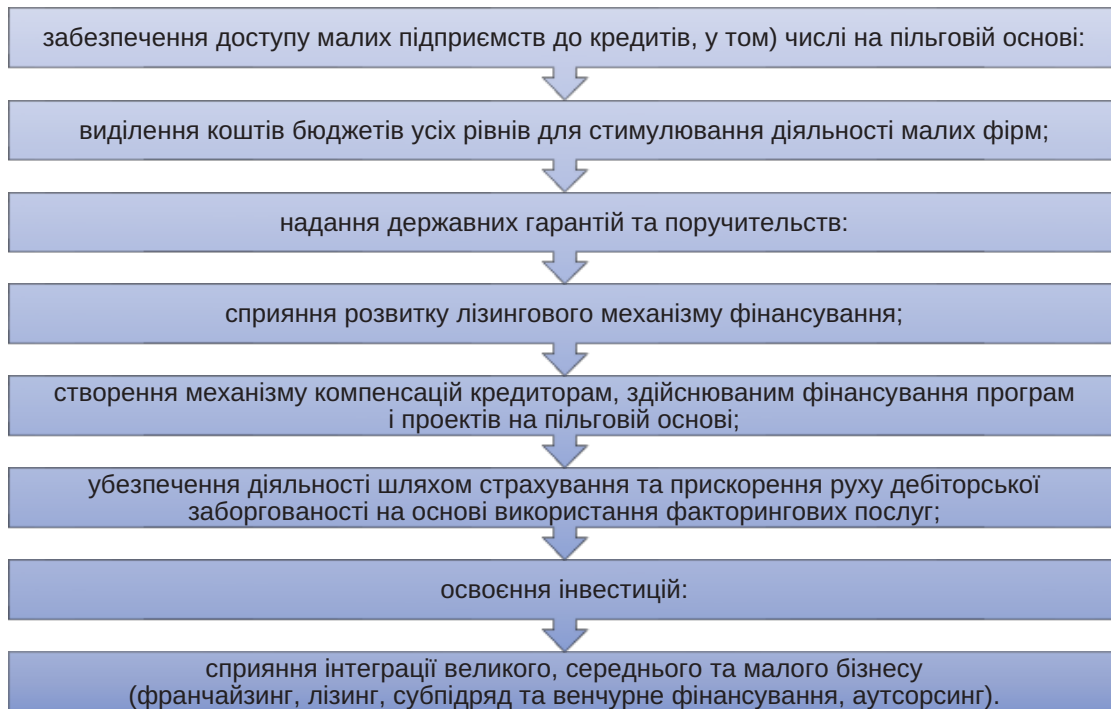 забезпечення доступу малих підприємств до кредитів, у том) числі на пільговій основі:
виділення коштів бюджетів усіх рівнів для стимулювання діяльності малих фірм;
надання державних гарантій та поручительств:
сприяння розвитку лізингового механізму фінансування;
створення механізму компенсацій кредиторам, здійснюваним фінансування програм
і проектів на пільговій основі;
убезпечення діяльності шляхом страхування та прискорення руху дебіторської
заборгованості на основі використання факторингових послуг;
освоєння інвестицій:
сприяння інтеграції великого, середнього та малого бізнесу
(франчайзинг, лізинг, субпідряд та венчурне фінансування, аутсорсинг).